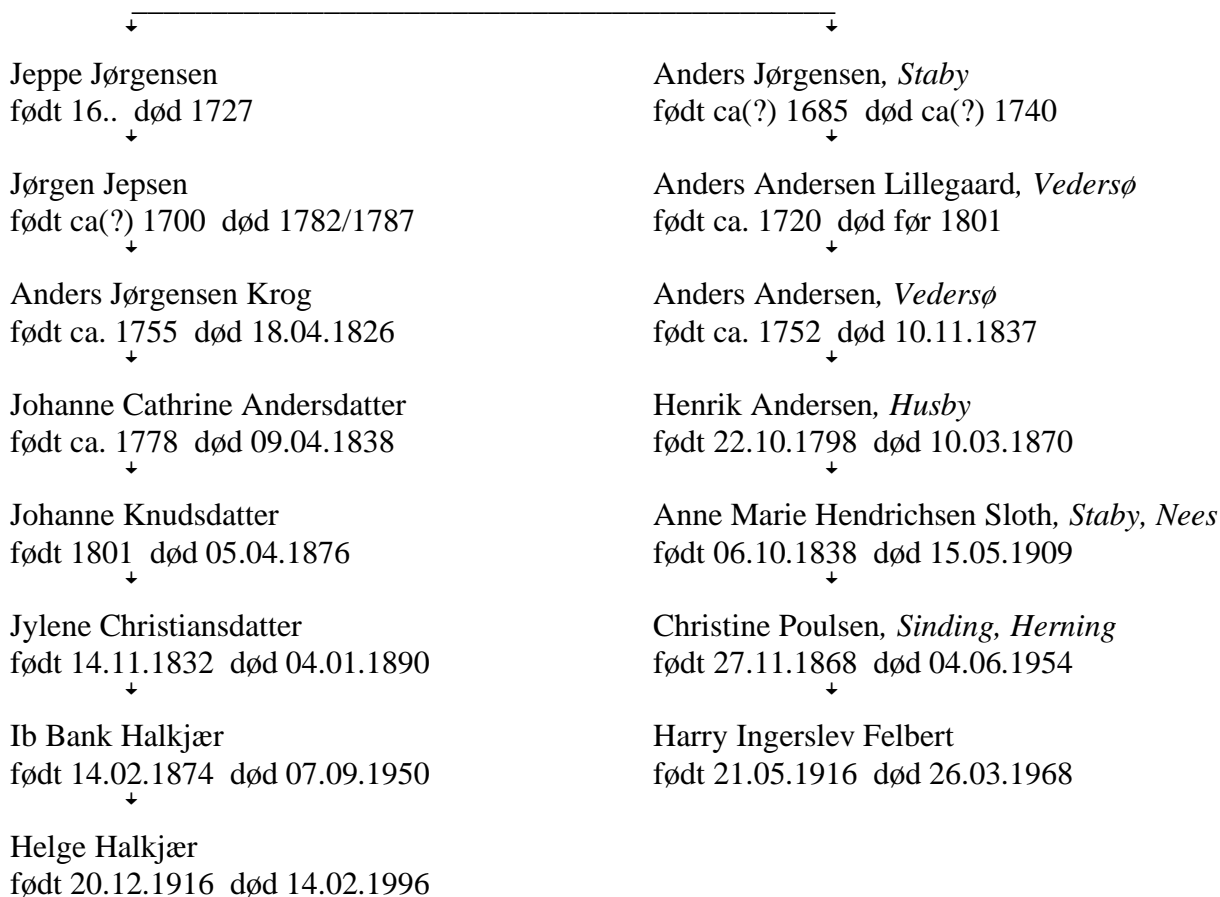 Jeppe Jørgensen
født 16.. død 1727
Jørgen Jepsen
født ca(?) 1700 død 1782/1787
Anders Jørgensen Krog
født ca. 1755 død 18.04.1826
Johanne Cathrine Andersdatter
født ca. 1778 død 09.04.1838
Johanne Knudsdatter
født 1801 død 05.04.1876
Jylene Christiansdatter
født 14.11.1832 død 04.01.1890
Ib Bank Halkjær
født 14.02.1874 død 07.09.1950
Helge Halkjær
født 20.12.1916 død 14.02.1996
Anders Jørgensen, Staby
født ca(?) 1685 død ca(?) 1740
Anders Andersen Lillegaard, Vedersø
født ca. 1720 død før 1801
Anders Andersen, Vedersø
født ca. 1752 død 10.11.1837
Henrik Andersen, Husby
født 22.10.1798 død 10.03.1870
Anne Marie Hendrichsen Sloth, Staby, Nees
født 06.10.1838 død 15.05.1909
Christine Poulsen, Sinding, Herning
født 27.11.1868 død 04.06.1954
Harry Ingerslev Felbert
født 21.05.1916 død 26.03.1968